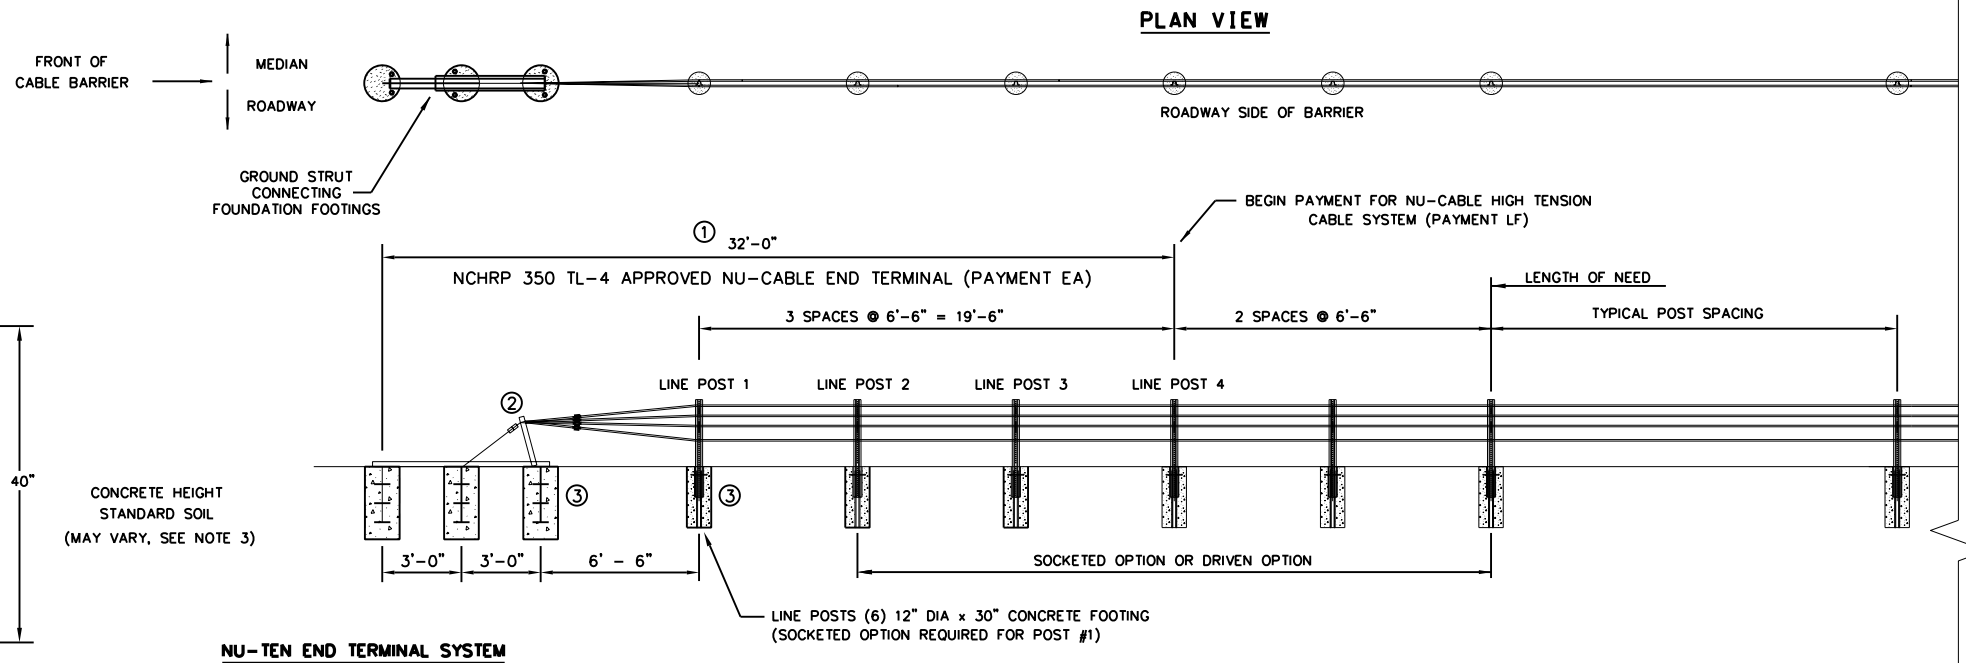 PLAN VIEW
FRONT OF
CABLE BARRIER
MEDIAN
ROADWAY
ROADWAY SIDE OF BARRIER
GROUND STRUT
CONNECTING
FOUNDATION FOOTINGS
BEGIN PAYMENT FOR NU-CABLE HIGH TENSION
CABLE SYSTEM (PAYMENT LF)
1
32'-0"
NCHRP 350 TL-4 APPROVED NU-CABLE END TERMINAL (PAYMENT EA)
LENGTH OF NEED
3 SPACES @ 6'-6" = 19'-6"
2 SPACES @ 6'-6"
TYPICAL POST SPACING
LINE POST 1
LINE POST 2
LINE POST 3
LINE POST 4
2
40"
CONCRETE HEIGHT
STANDARD SOIL
(MAY VARY, SEE NOTE 3)
3
3
3'-0"
3'-0"
6' - 6"
SOCKETED OPTION OR DRIVEN OPTION
LINE POSTS (6) 12" DIA x 30" CONCRETE FOOTING
(SOCKETED OPTION REQUIRED FOR POST #1)
NU-TEN END TERMINAL SYSTEM